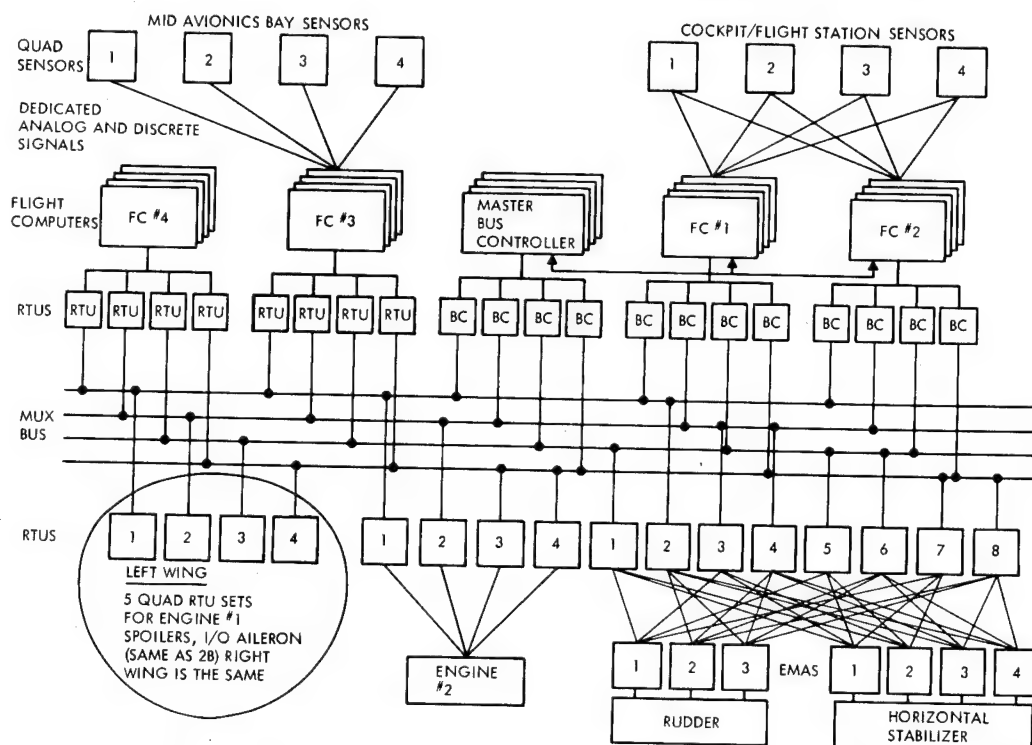 MID AVIONICS BAY SENSORS
COCKPIT/FLIGHT STATION SENSORS
QUAD
SENSORS
1 2 3 4
1 2 3 4
DEDICATED
ANALOG AND DISCRETE
SIGNALS
FLIGHT
COMPUTERS
FC #4
FC #3
MASTER
BUS
CONTROLLER
FC #1
FC #2
RTUS
RTU RTU RTU RTU
RTU RTU RTU RTU
BC BC BC BC
BC BC BC BC
BC BC BC BC
MUX
BUS
RTUS
1 2 3 4
1 2 3 4
1 2 3 4 5 6 7 8
LEFT WING
5 QUAD RTU SETS
FOR ENGINE #1
SPOILERS, I/O AILERON
(SAME AS 2B) RIGHT
WING IS THE SAME
ENGINE
#2
1 2 3
EMAS
1 2 3 4
RUDDER
HORIZONTAL
STABILIZER